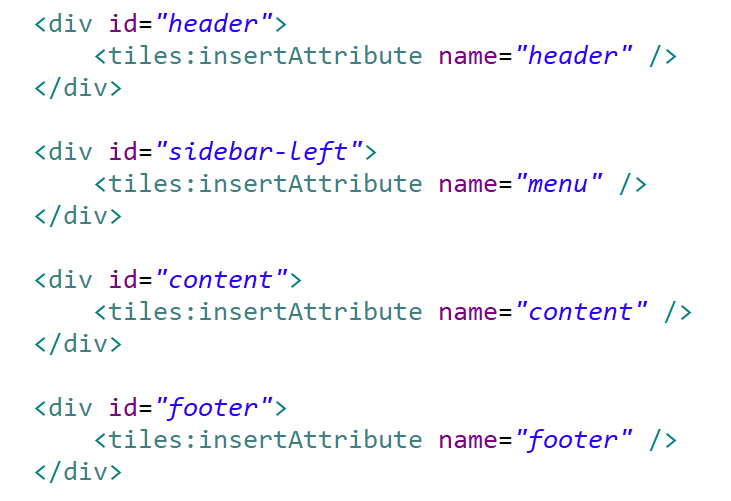 <div id="header">
    <tiles:insertAttribute name="header" />
</div>

<div id="sidebar-left">
    <tiles:insertAttribute name="menu" />
</div>

<div id="content">
    <tiles:insertAttribute name="content" />
</div>

<div id="footer">
    <tiles:insertAttribute name="footer" />
</div>